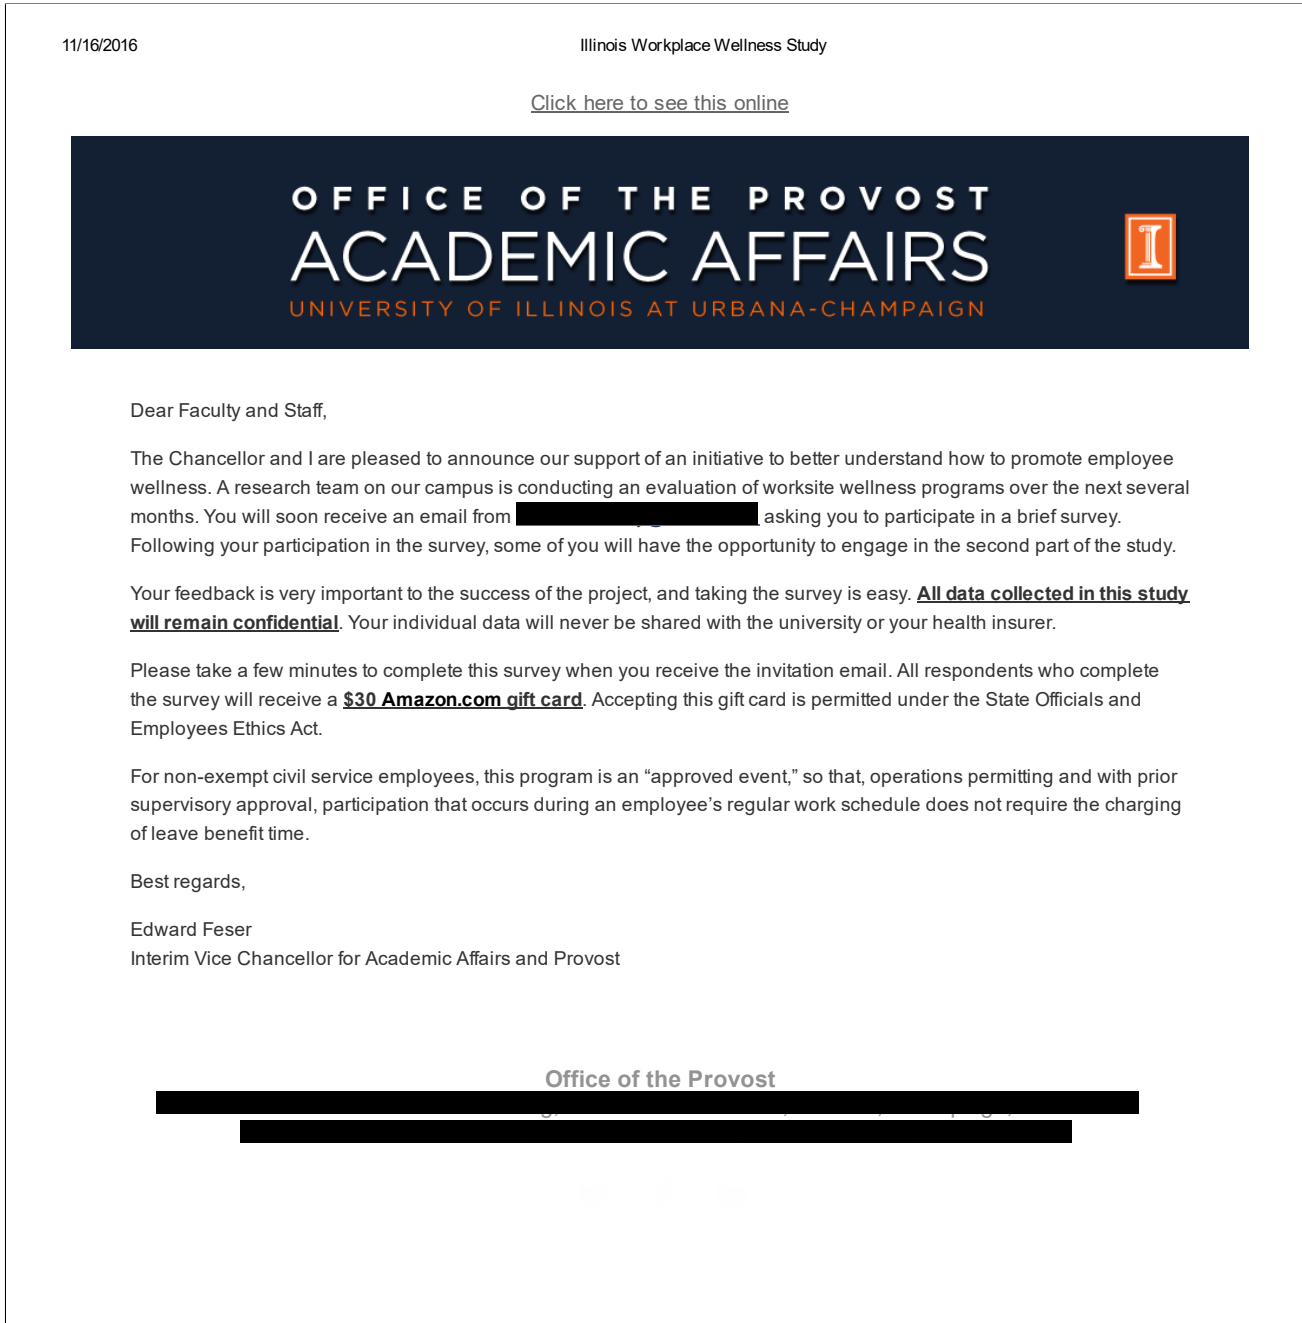 11/16/2016 Illinois Workplace Wellness Study
Click here to see this online
OFFICE OF THE PROVOST
ACADEMIC AFFAIRS
UNIVERSITY OF ILLINOIS AT URBANA-CHAMPAIGN
I
Dear Faculty and Staff,
The Chancellor and I are pleased to announce our support of an initiative to better understand how to promote employee
wellness. A research team on our campus is conducting an evaluation of worksite wellness programs over the next several
months. You will soon receive an email from asking you to participate in a brief survey.
Following your participation in the survey, some of you will have the opportunity to engage in the second part of the study.
Your feedback is very important to the success of the project, and taking the survey is easy. All data collected in this study
will remain confidential. Your individual data will never be shared with the university or your health insurer.
Please take a few minutes to complete this survey when you receive the invitation email. All respondents who complete
the survey will receive a $30 Amazon.com gift card. Accepting this gift card is permitted under the State Officials and
Employees Ethics Act.
For non-exempt civil service employees, this program is an “approved event,” so that, operations permitting and with prior
supervisory approval, participation that occurs during an employee’s regular work schedule does not require the charging
of leave benefit time.
Best regards,
Edward Feser
Interim Vice Chancellor for Academic Affairs and Provost
Office of the Provost